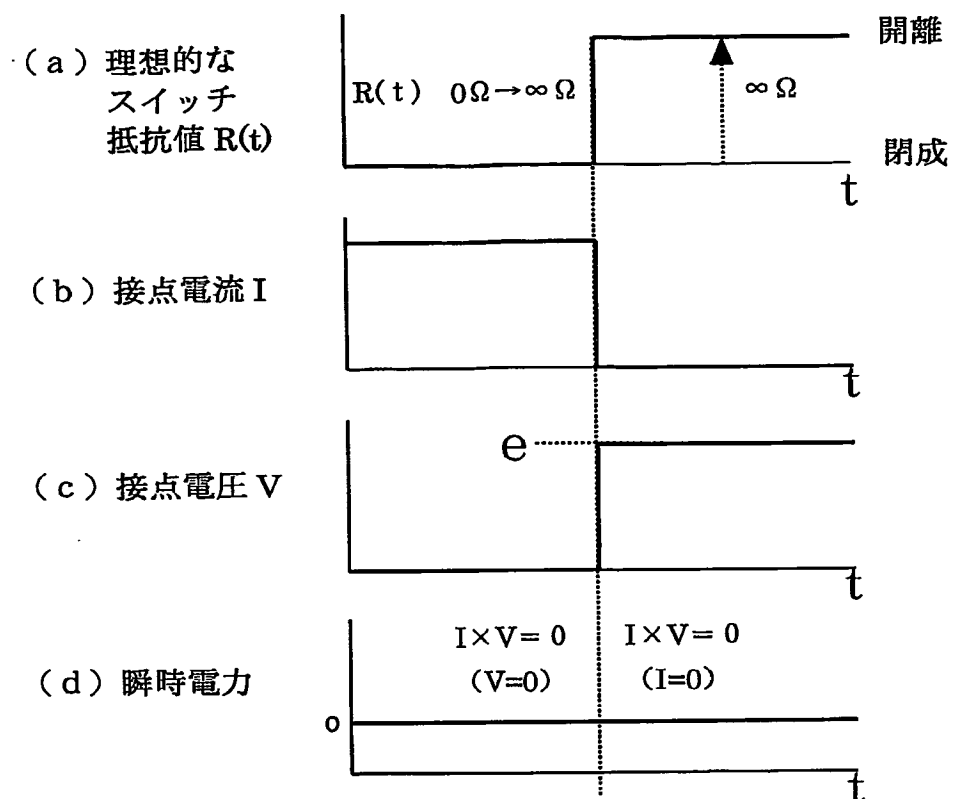 (a) 理想的な
スイッチ
抵抗値 R(t)
R(t) 0Ω→∞Ω
∞Ω
開離
閉成
t
(b) 接点電流 I
t
(c) 接点電圧 V
e
t
(d) 瞬時電力
I×V=0
(V=0)
I×V=0
(I=0)
o
t